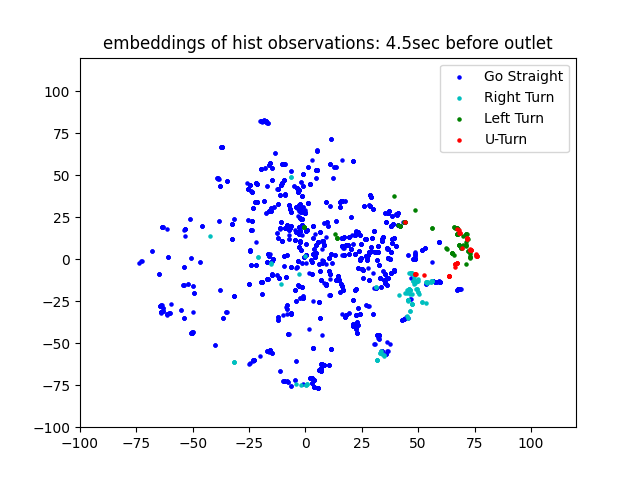 embeddings of hist observations: 4.5sec before outlet
Go Straight
Right Turn
Left Turn
U-Turn
100
75
50
25
0
−25
−50
−75
−100
−100 −75 −50 −25 0 25 50 75 100